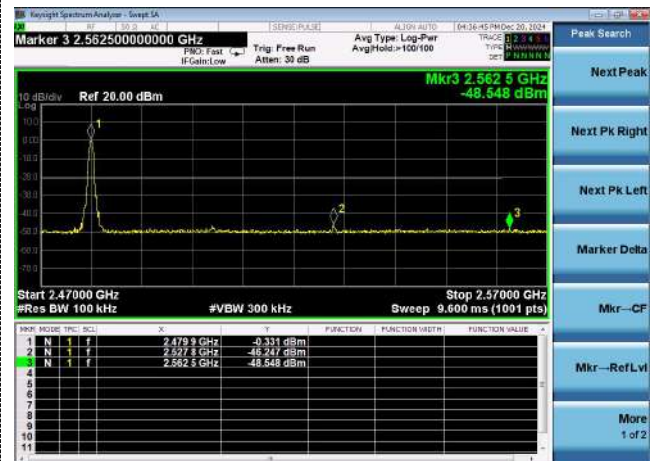 Keysight Spectrum Analyzer - Swept SA
RF 50 Ω AC SENSE:PULSE ALIGN AUTO 04:36:45 PM Dec 20, 2024
Marker 3 2.562500000000 GHz
PNO: Fast Trig: Free Run Avg Type: Log-Pwr TRACE 1 2 3 4 5 6
IFGain:Low Atten: 30 dB Avg|Hold:>100/100 TYPE
DET P N N N N N
Peak Search
Mkr3 2.562 5 GHz
-48.548 dBm
10 dB/div Ref 20.00 dBm
Log
10.0
0.00
-10.0
-20.0
-30.0
-40.0
-50.0
-60.0
-70.0
1
2
3
Start 2.47000 GHz Stop 2.57000 GHz
#Res BW 100 kHz #VBW 300 kHz Sweep 9.600 ms (1001 pts)
MKR MODE TRC SCL X Y FUNCTION FUNCTION WIDTH FUNCTION VALUE
1 N 1 f 2.479 9 GHz -0.331 dBm
2 N 1 f 2.527 8 GHz -46.247 dBm
3 N 1 f 2.562 5 GHz -48.548 dBm
4
5
6
7
8
9
10
11
Next Peak
Next Pk Right
Next Pk Left
Marker Delta
Mkr→CF
Mkr→RefLvl
More
1 of 2